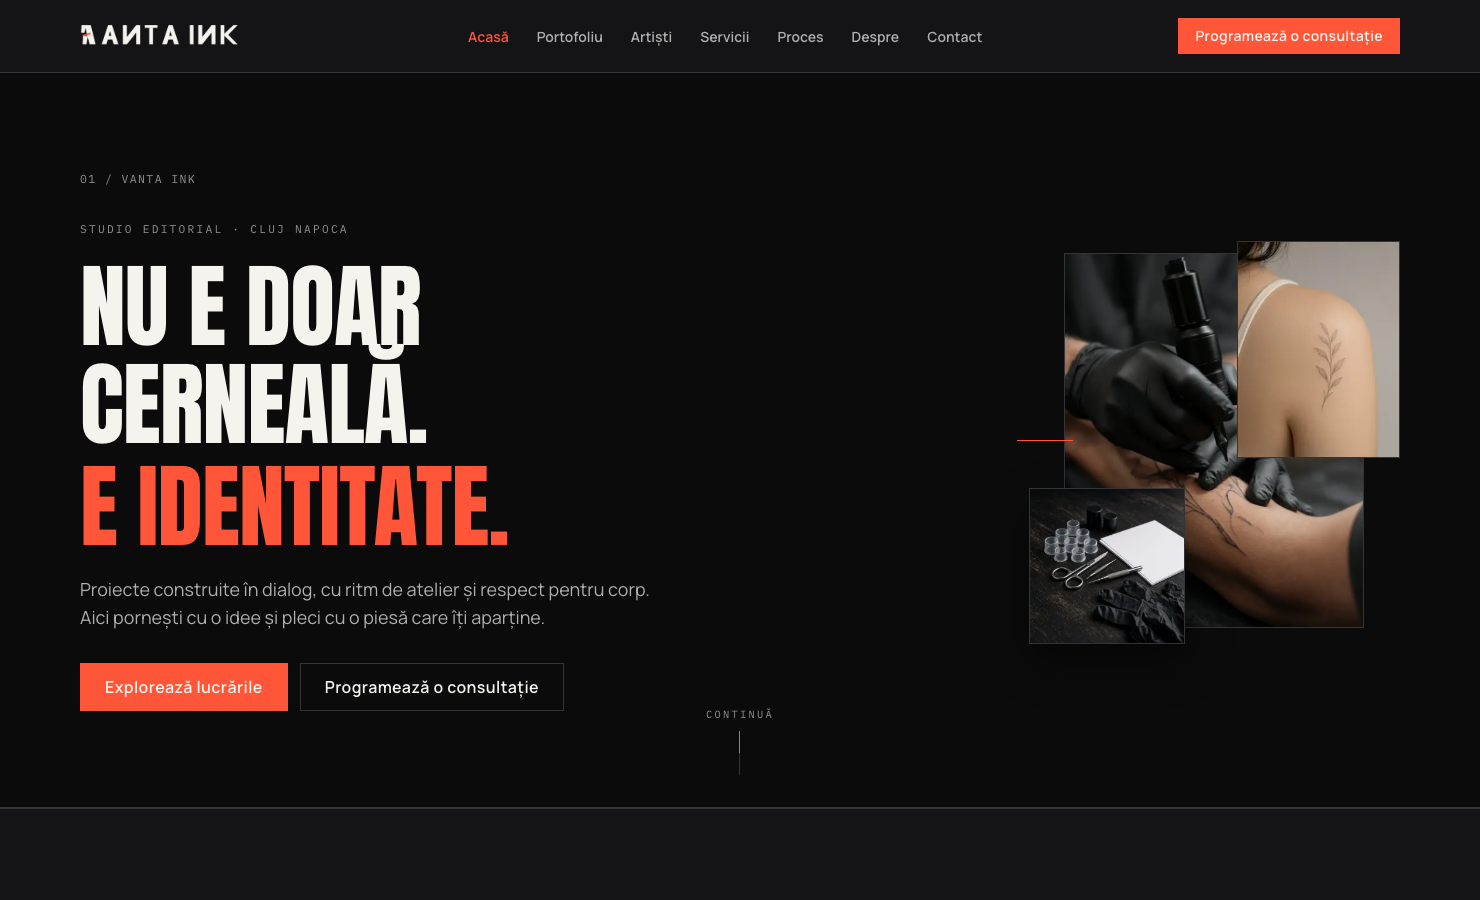 VANTA INK
Acasă
Portofoliu
Artiști
Servicii
Proces
Despre
Contact
Programează o consultație
01 / VANTA INK
STUDIO EDITORIAL · CLUJ NAPOCA
NU E DOAR
CERNEALĂ.
E IDENTITATE.
Proiecte construite în dialog, cu ritm de atelier și respect pentru corp.
Aici pornești cu o idee și pleci cu o piesă care îți aparține.
Explorează lucrările
Programează o consultație
CONTINUĂ